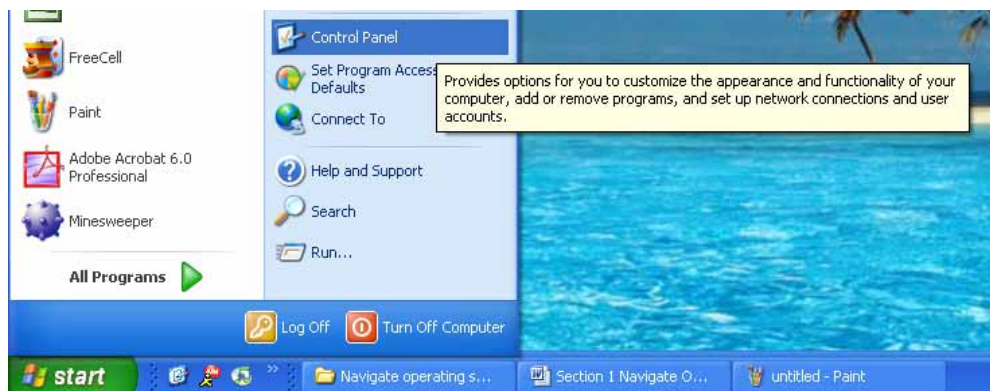 FreeCell
Paint
Adobe Acrobat 6.0
Professional
Minesweeper
All Programs
Control Panel
Set Program Access
Defaults
Connect To
Help and Support
Search
Run...
Provides options for you to customize the appearance and functionality of your
computer, add or remove programs, and set up network connections and user
accounts.
Log Off
Turn Off Computer
start
Navigate operating s...
Section 1 Navigate O...
untitled - Paint